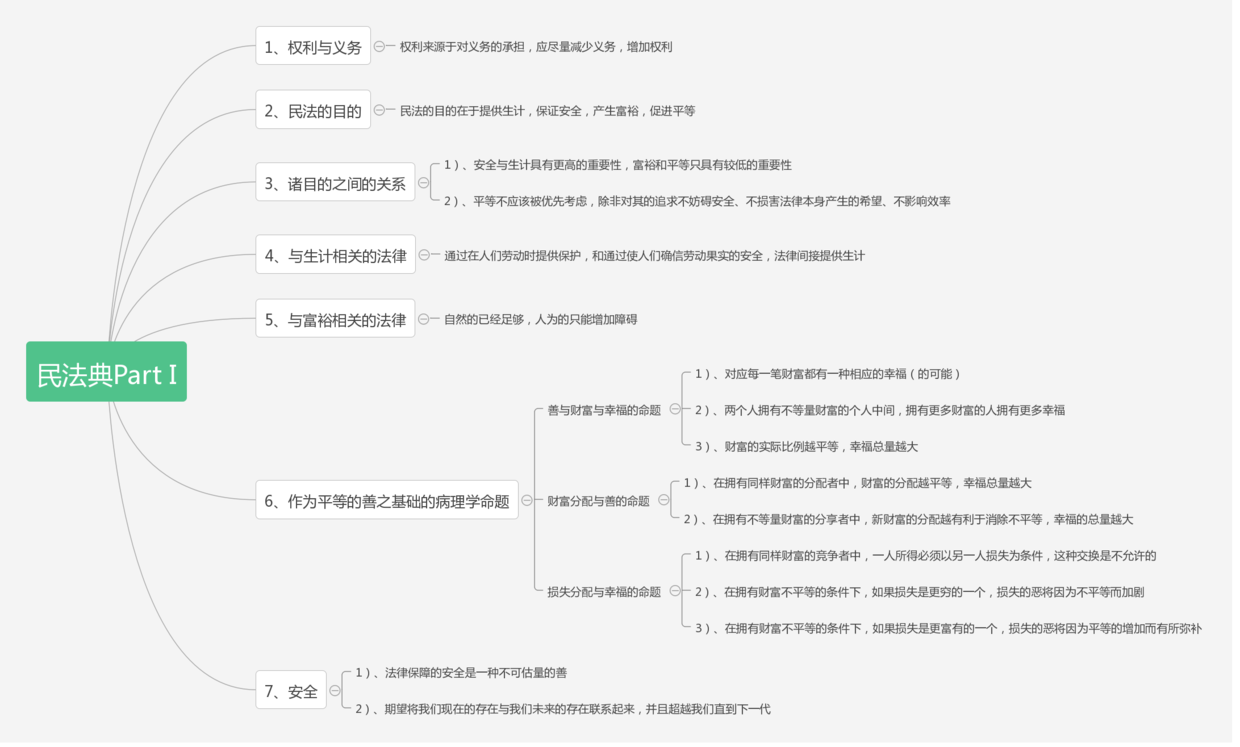 1、权利与义务
权利来源于对义务的承担，应尽量减少义务，增加权利
2、民法的目的
民法的目的在于提供生计，保证安全，产生富裕，促进平等
3、诸目的之间的关系
1）、安全与生计具有更高的重要性，富裕和平等只具有较低的重要性
2）、平等不应该被优先考虑，除非对其的追求不妨碍安全、不损害法律本身产生的希望、不影响效率
4、与生计相关的法律
通过在人们劳动时提供保护，和通过使人们确信劳动果实的安全，法律间接提供生计
5、与富裕相关的法律
自然的已经足够，人为的只能增加障碍
民法典Part I
6、作为平等的善之基础的病理学命题
善与财富与幸福的命题
1）、对应每一笔财富都有一种相应的幸福（的可能）
2）、两个人拥有不等量财富的个人中间，拥有更多财富的人拥有更多幸福
3）、财富的实际比例越平等，幸福总量越大
财富分配与善的命题
1）、在拥有同样财富的分配者中，财富的分配越平等，幸福总量越大
2）、在拥有不等量财富的分享者中，新财富的分配越有利于消除不平等，幸福的总量越大
损失分配与幸福的命题
1）、在拥有同样财富的竞争者中，一人所得必须以另一人损失为条件，这种交换是不允许的
2）、在拥有财富不平等的条件下，如果损失是更穷的一个，损失的恶将因为不平等而加剧
3）、在拥有财富不平等的条件下，如果损失是更富有的一个，损失的恶将因为平等的增加而有所弥补
7、安全
1）、法律保障的安全是一种不可估量的善
2）、期望将我们现在的存在与我们未来的存在联系起来，并且超越我们直到下一代